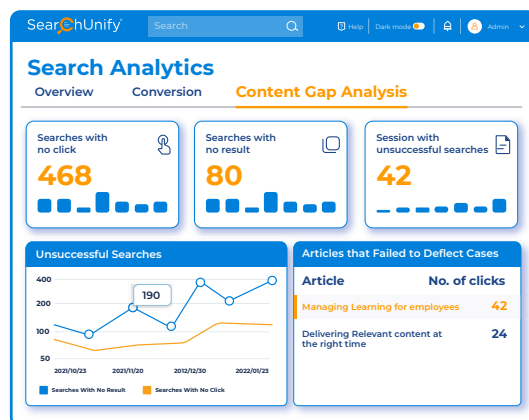 SearchUnify
Search
Help
Dark mode
Admin
Search Analytics
Overview
Conversion
Content Gap Analysis
Searches with
no click
468
Searches with
no result
80
Session with
unsuccessful searches
42
Unsuccessful Searches
400
200
100
50
190
2021/10/23
2021/11/20
2012/12/30
2022/01/23
Searches With No Result
Searches With No Click
Articles that Failed to Deflect Cases
Article
No. of clicks
Managing Learning for employees
42
Delivering Relevant content at
the right time
24